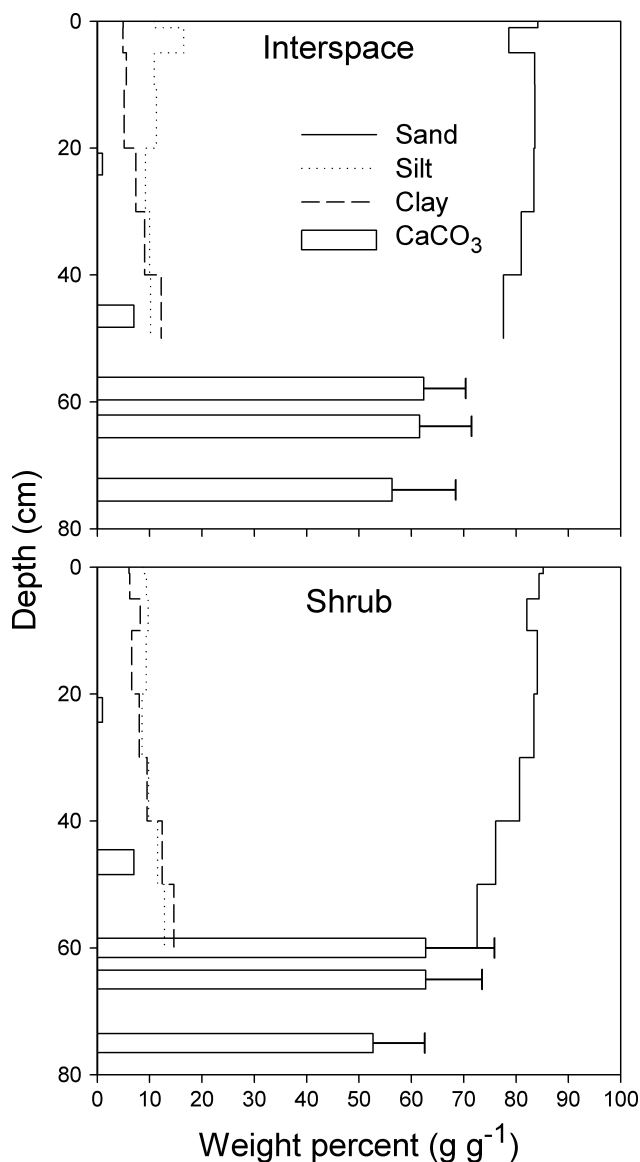 0
Interspace
Sand
Silt
Clay
CaCO3
20
40
60
80
Depth (cm)
0
Shrub
20
40
60
80
0 10 20 30 40 50 60 70 80 90 100
Weight percent (g g-1)